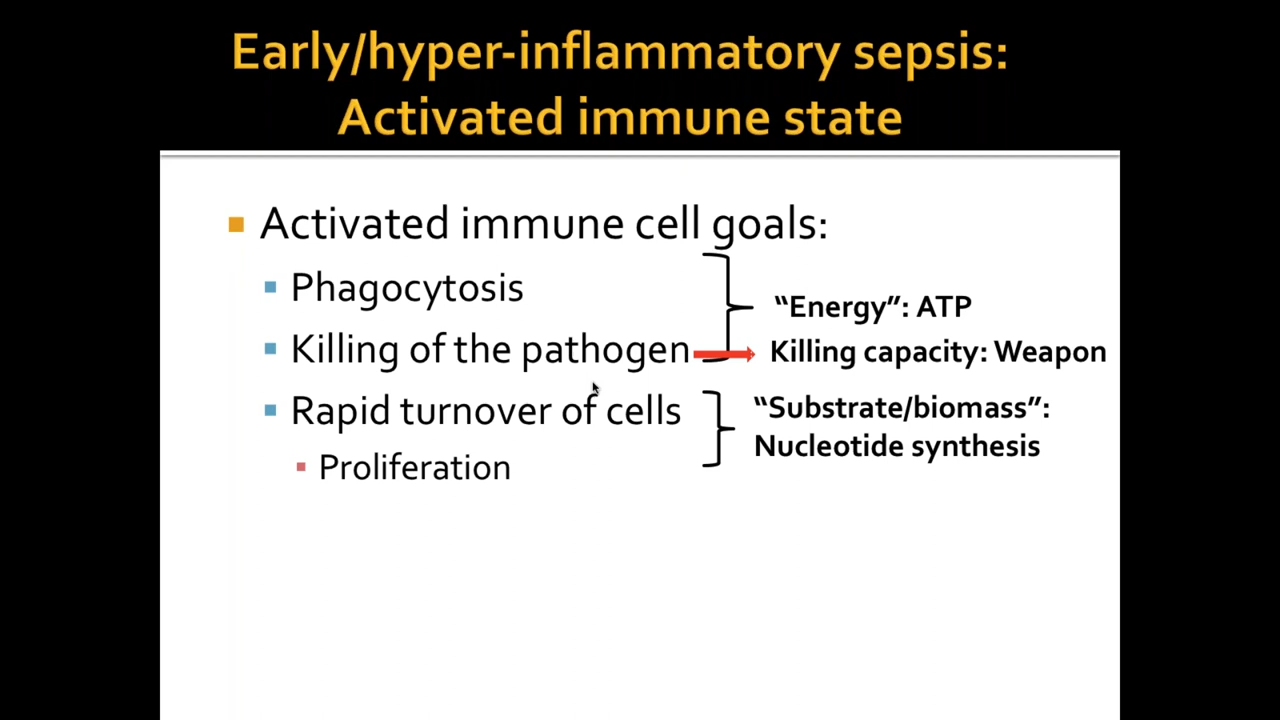 Early/hyper-inflammatory sepsis:
Activated immune state
Activated immune cell goals:
Phagocytosis
"Energy": ATP
Killing of the pathogen
Killing capacity: Weapon
Rapid turnover of cells
"Substrate/biomass":
Nucleotide synthesis
Proliferation